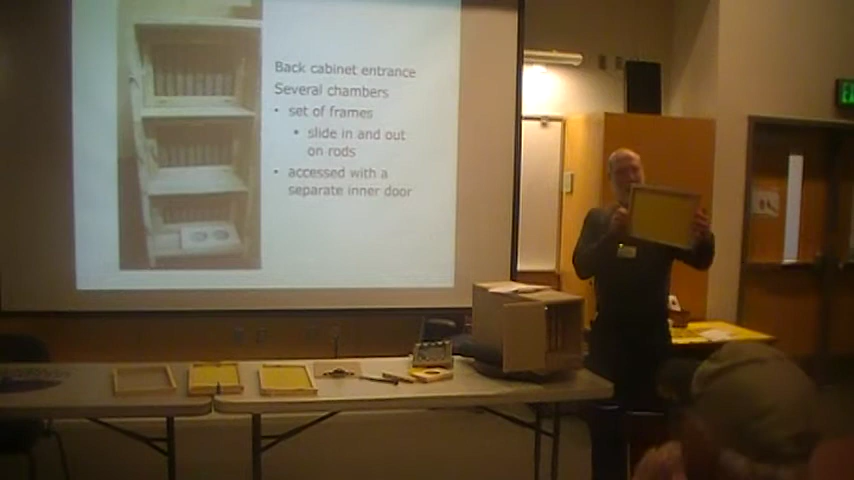 Back cabinet entrance
Several chambers
• set of frames
• slide in and out
on rods
• accessed with a
separate inner door